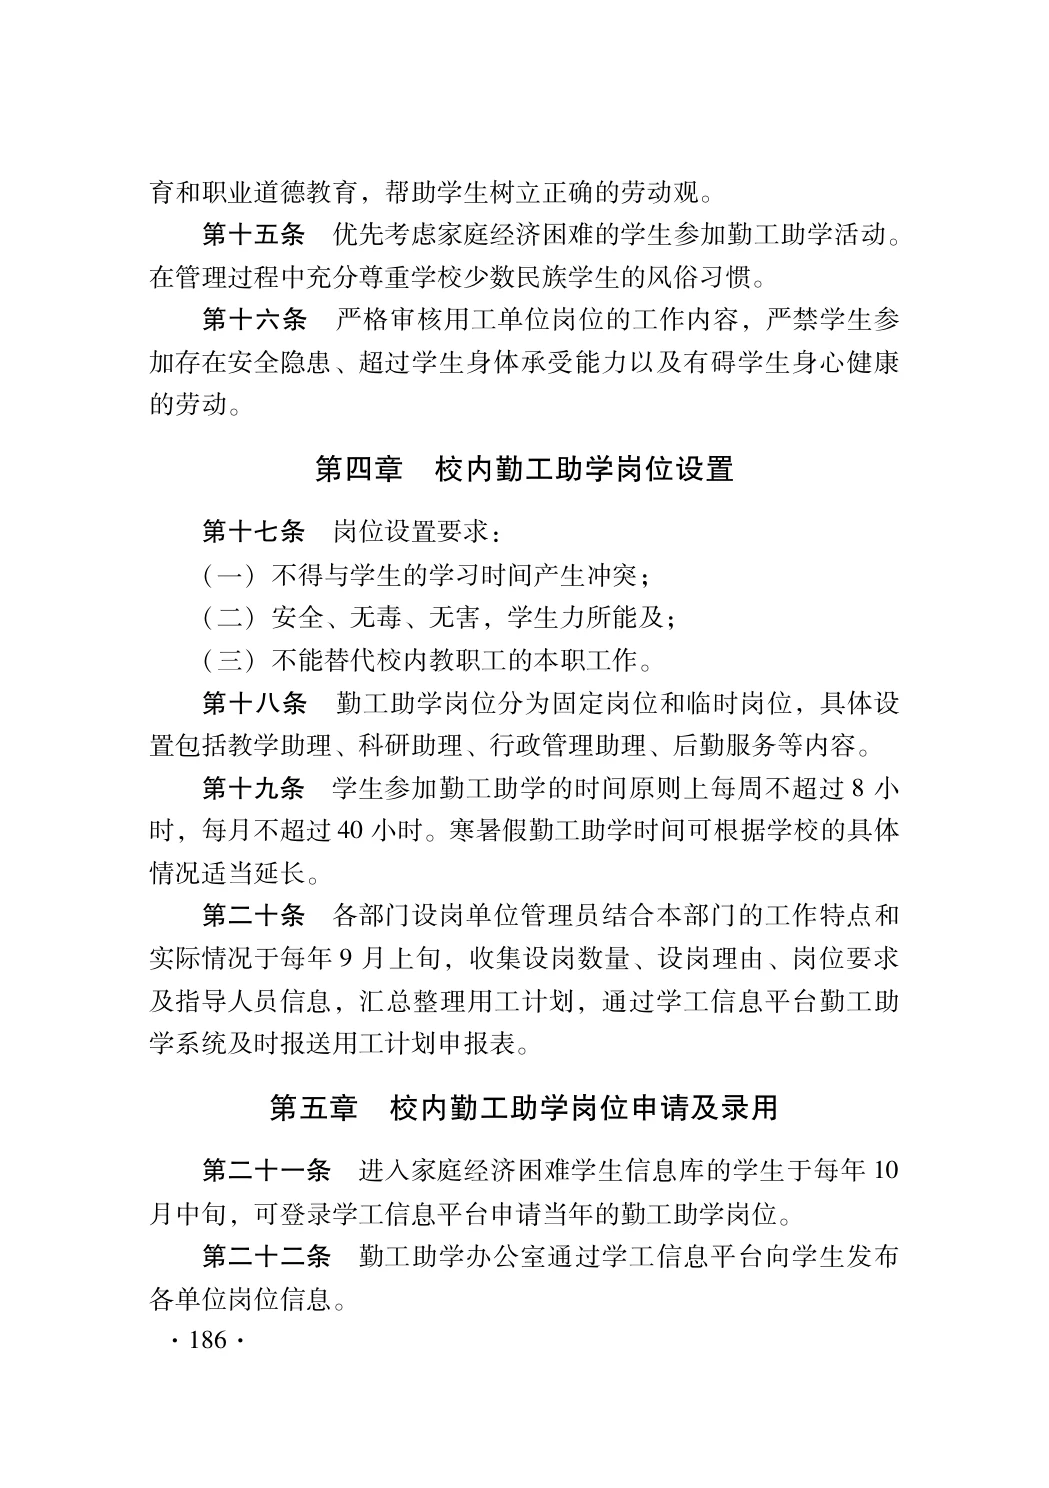 育和职业道德教育，帮助学生树立正确的劳动观。
第十五条　优先考虑家庭经济困难的学生参加勤工助学活动。
在管理过程中充分尊重学校少数民族学生的风俗习惯。
第十六条　严格审核用工单位岗位的工作内容，严禁学生参
加存在安全隐患、超过学生身体承受能力以及有碍学生身心健康
的劳动。
第四章　校内勤工助学岗位设置
第十七条　岗位设置要求：
（一）不得与学生的学习时间产生冲突；
（二）安全、无毒、无害，学生力所能及；
（三）不能替代校内教职工的本职工作。
第十八条　勤工助学岗位分为固定岗位和临时岗位，具体设
置包括教学助理、科研助理、行政管理助理、后勤服务等内容。
第十九条　学生参加勤工助学的时间原则上每周不超过 8 小
时，每月不超过 40 小时。寒暑假勤工助学时间可根据学校的具体
情况适当延长。
第二十条　各部门设岗单位管理员结合本部门的工作特点和
实际情况于每年 9 月上旬，收集设岗数量、设岗理由、岗位要求
及指导人员信息，汇总整理用工计划，通过学工信息平台勤工助
学系统及时报送用工计划申报表。
第五章　校内勤工助学岗位申请及录用
第二十一条　进入家庭经济困难学生信息库的学生于每年 10
月中旬，可登录学工信息平台申请当年的勤工助学岗位。
第二十二条　勤工助学办公室通过学工信息平台向学生发布
各单位岗位信息。
· 186 ·